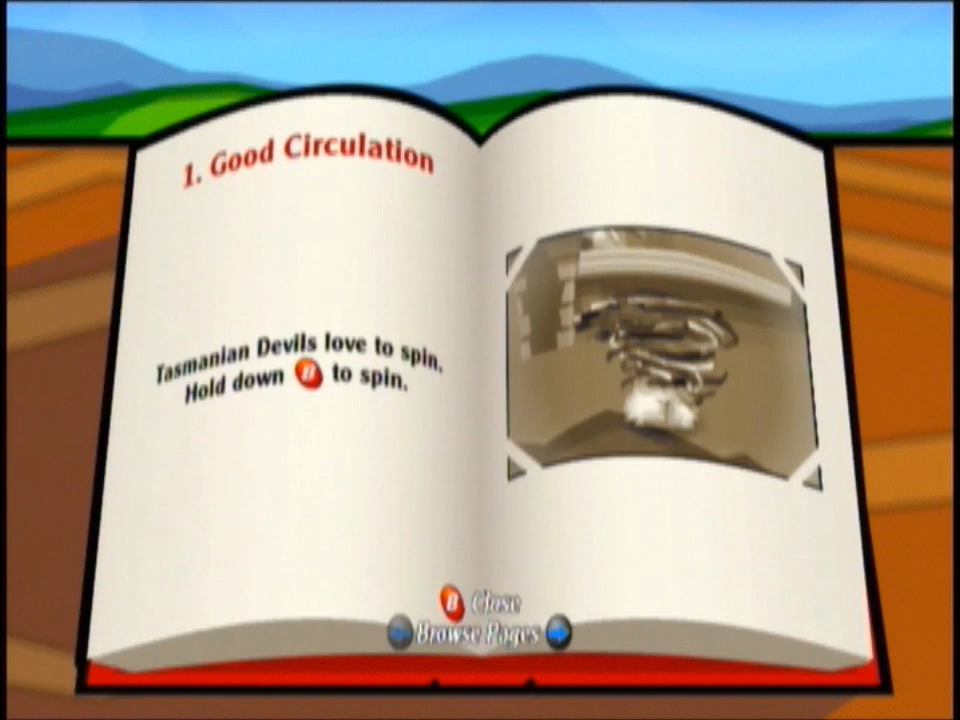 1. Good Circulation
Tasmanian Devils love to spin.
Hold down B to spin.
B Close
Browse Pages